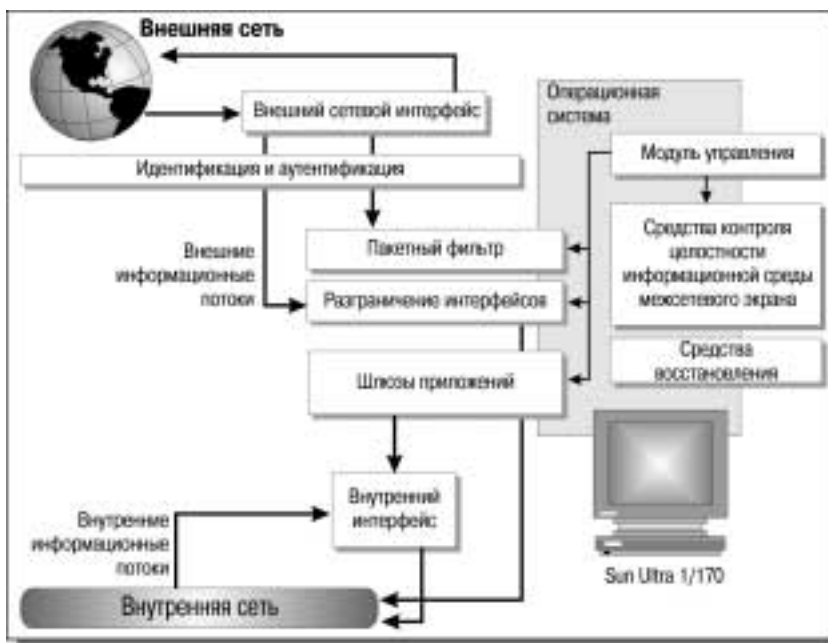 Внешняя сеть
Внешний сетевой интерфейс
Операционная
система
Идентификация и аутентификация
Модуль управления
Внешние
информационные
потоки
Пакетный фильтр
Средства контроля
целостности
информационной среды
межсетевого экрана
Разграничение интерфейсов
Средства
восстановления
Шлюзы приложений
Внутренний
интерфейс
Внутренние
информационные
потоки
Sun Ultra 1/170
Внутренняя сеть